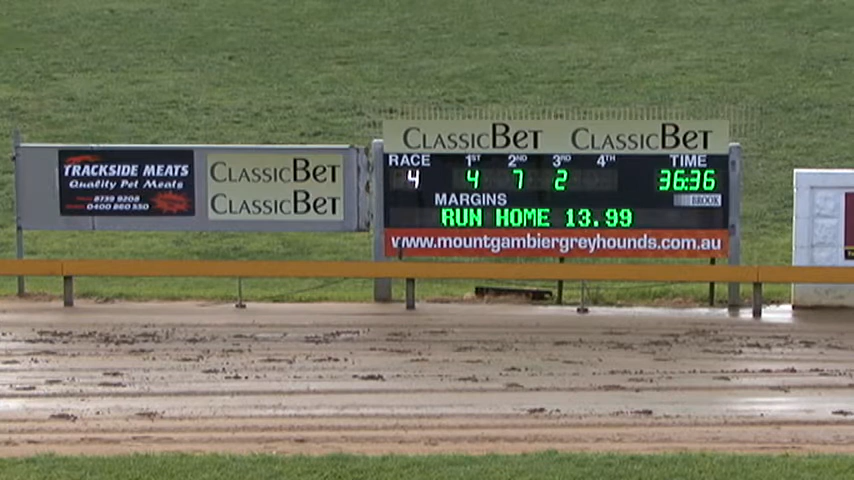 CLASSICBET CLASSICBET
RACE 1ST 2ND 3RD 4TH TIME
4 4 7 2 36:36
MARGINS BROOK
RUN HOME 13.99
www.mountgambiergreyhounds.com.au
TRACKSIDE MEATS
Quality Pet Meats
8739 9208
0400 860 550
CLASSICBET
CLASSICBET